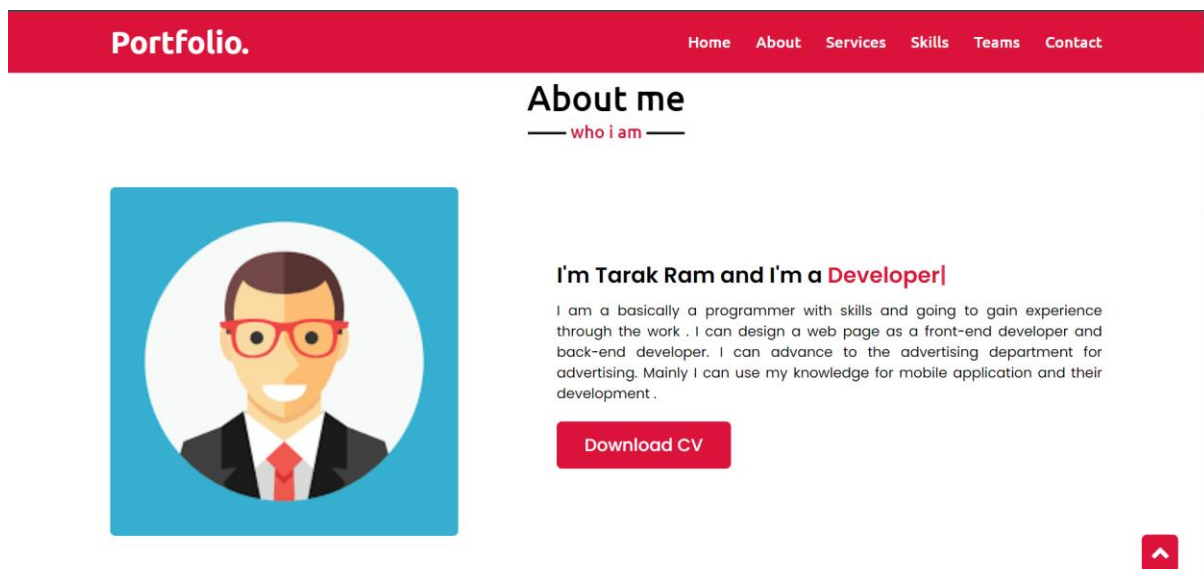 Portfolio.
Home About Services Skills Teams Contact
About me
who i am
I'm Tarak Ram and I'm a Developer|
I am a basically a programmer with skills and going to gain experience
through the work . I can design a web page as a front-end developer and
back-end developer. I can advance to the advertising department for
advertising. Mainly I can use my knowledge for mobile application and their
development .
Download CV